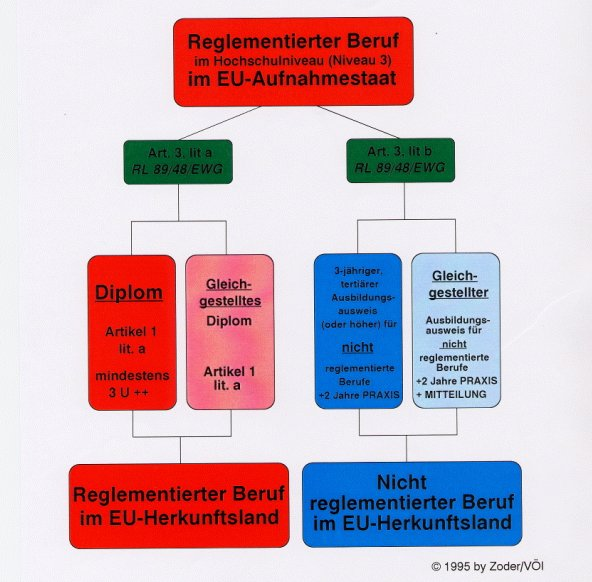 Reglementierter Beruf
im Hochschulniveau (Niveau 3)
im EU-Aufnahmestaat
Art. 3, lit a
RL 89/48/EWG
Art. 3, lit b
RL 89/48/EWG
Diplom
Artikel 1
lit. a
mindestens
3 U ++
Gleich-
gestelltes
Diplom
Artikel 1
lit. a
3-jähriger,
tertiärer
Ausbildungs-
ausweis
(oder höher) für
nicht
reglementierte
Berufe
+2 Jahre PRAXIS
Gleich-
gestellter
Ausbildungs-
ausweis für
nicht
reglementierte
Berufe
+2 Jahre PRAXIS
+ MITTEILUNG
Reglementierter Beruf
im EU-Herkunftsland
Nicht
reglementierter Beruf
im EU-Herkunftsland
© 1995 by Zoder/VÖI